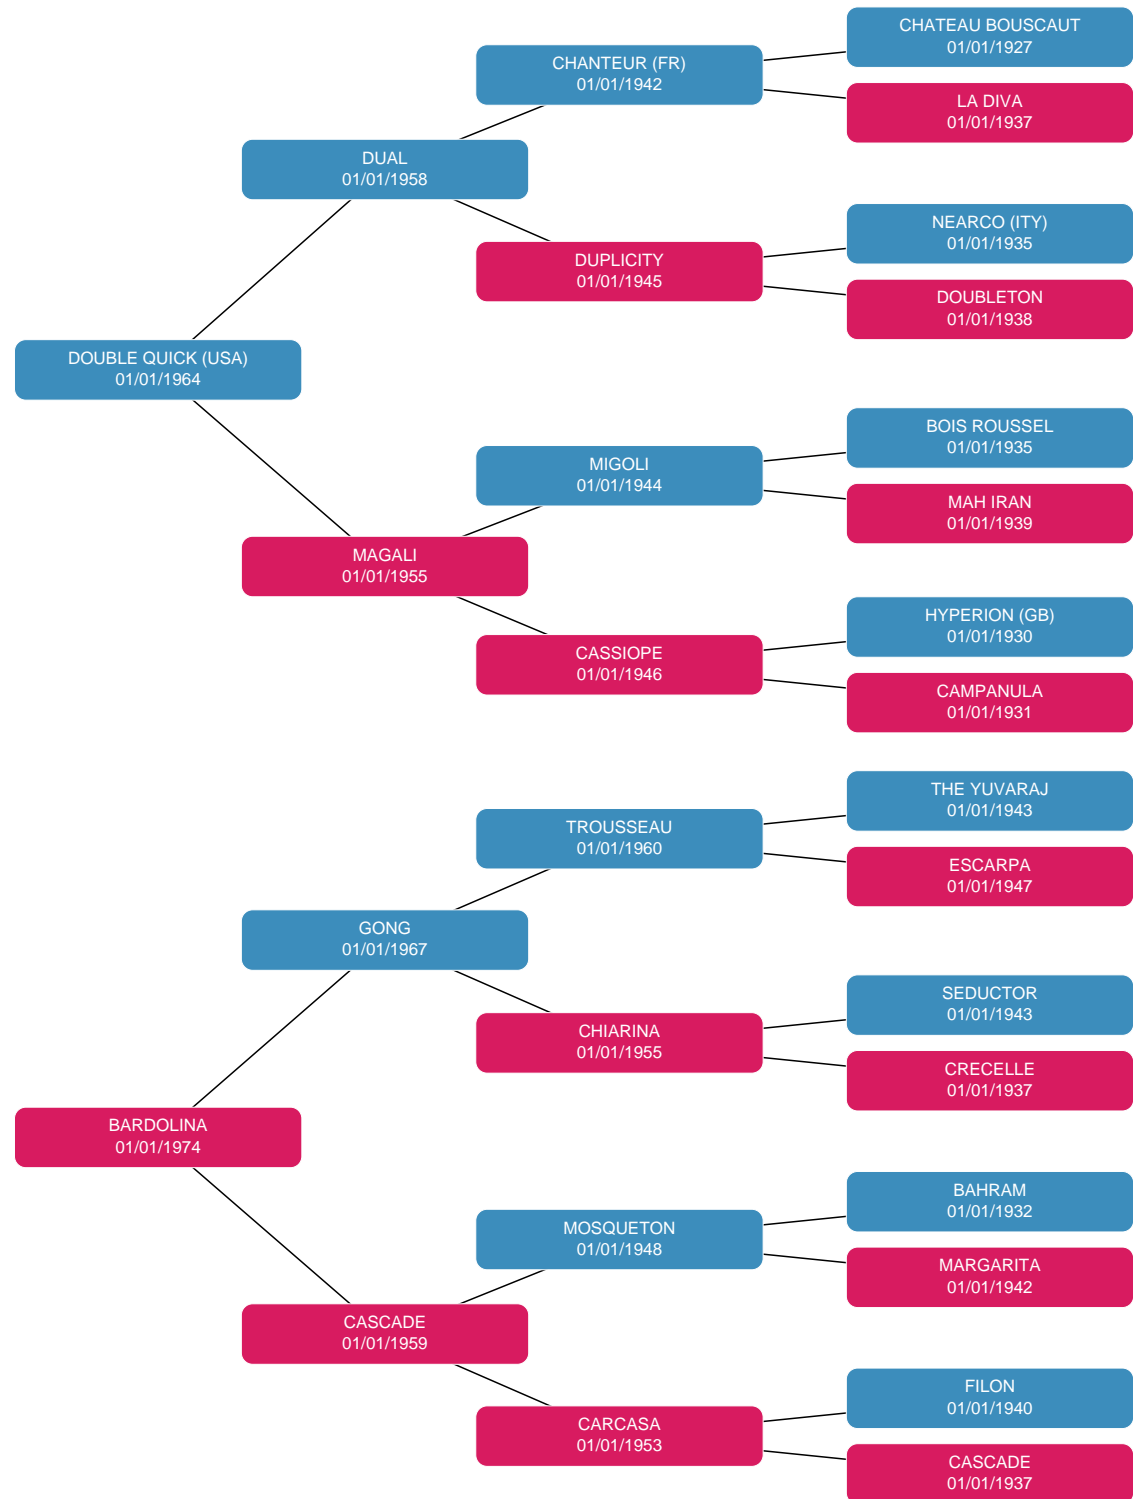 CHATEAU BOUSCAUT
01/01/1927
CHANTEUR (FR)
01/01/1942
LA DIVA
01/01/1937
DUAL
01/01/1958
NEARCO (ITY)
01/01/1935
DUPLICITY
01/01/1945
DOUBLETON
01/01/1938
DOUBLE QUICK (USA)
01/01/1964
BOIS ROUSSEL
01/01/1935
MIGOLI
01/01/1944
MAH IRAN
01/01/1939
MAGALI
01/01/1955
HYPERION (GB)
01/01/1930
CASSIOPE
01/01/1946
CAMPANULA
01/01/1931
THE YUVARAJ
01/01/1943
TROUSSEAU
01/01/1960
ESCARPA
01/01/1947
GONG
01/01/1967
SEDUCTOR
01/01/1943
CHIARINA
01/01/1955
CRECELLE
01/01/1937
BARDOLINA
01/01/1974
BAHRAM
01/01/1932
MOSQUETON
01/01/1948
MARGARITA
01/01/1942
CASCADE
01/01/1959
FILON
01/01/1940
CARCASA
01/01/1953
CASCADE
01/01/1937